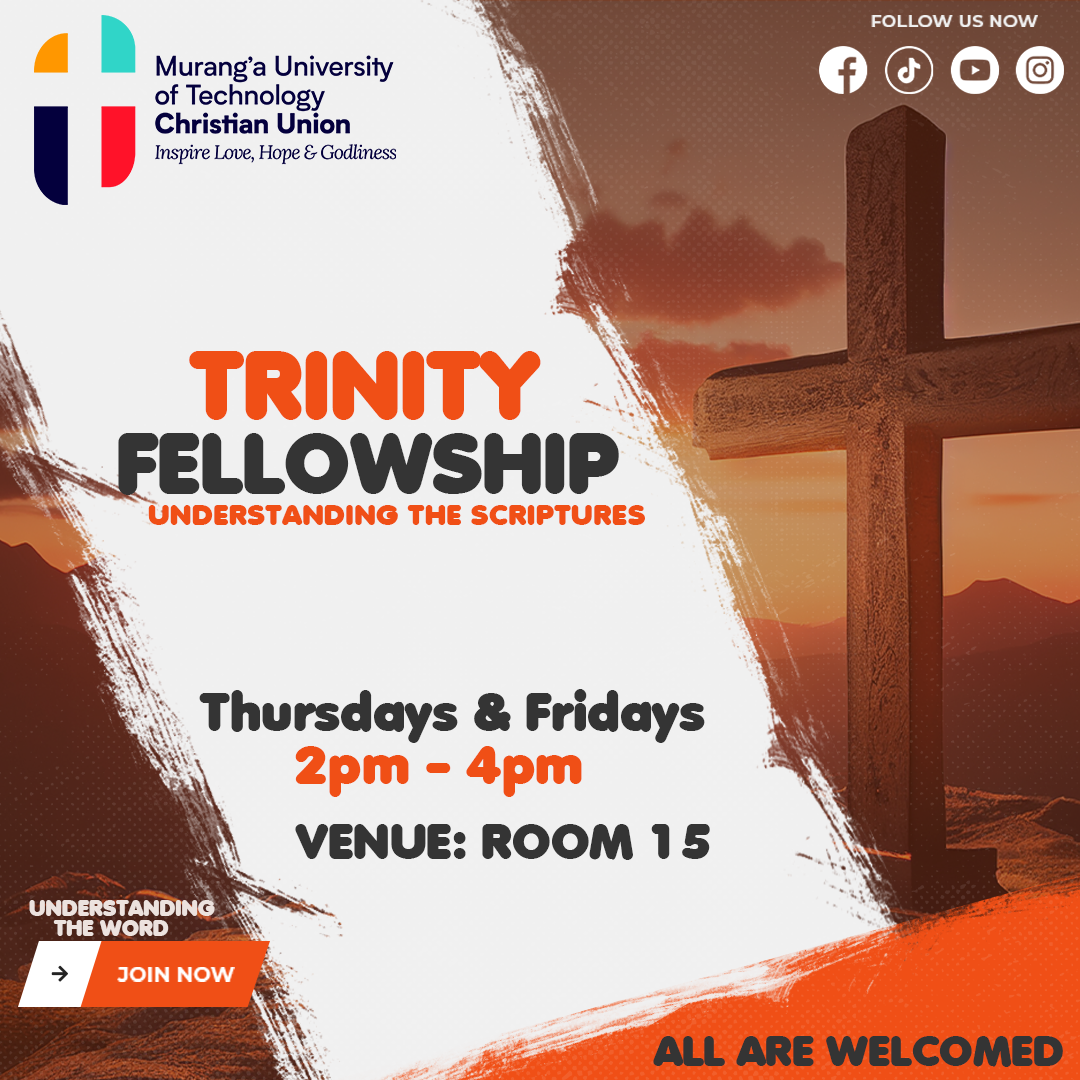 FOLLOW US NOW
Murang'a University
of Technology
Christian Union
Inspire Love, Hope & Godliness
TRINITY
FELLOWSHIP
UNDERSTANDING THE SCRIPTURES
Thursdays & Fridays
2pm - 4pm
VENUE: ROOM 15
UNDERSTANDING
THE WORD
JOIN NOW
ALL ARE WELCOMED